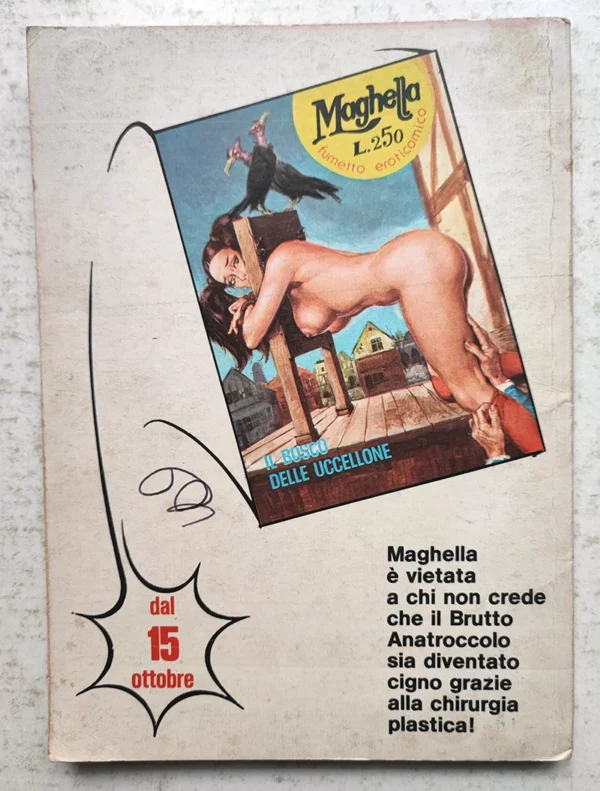 Maghella
L.250
fumetto eroticomico
IL BOSCO
DELLE UCCELLONE
dal
15
ottobre
Maghella
è vietata
a chi non crede
che il Brutto
Anatroccolo
sia diventato
cigno grazie
alla chirurgia
plastica!